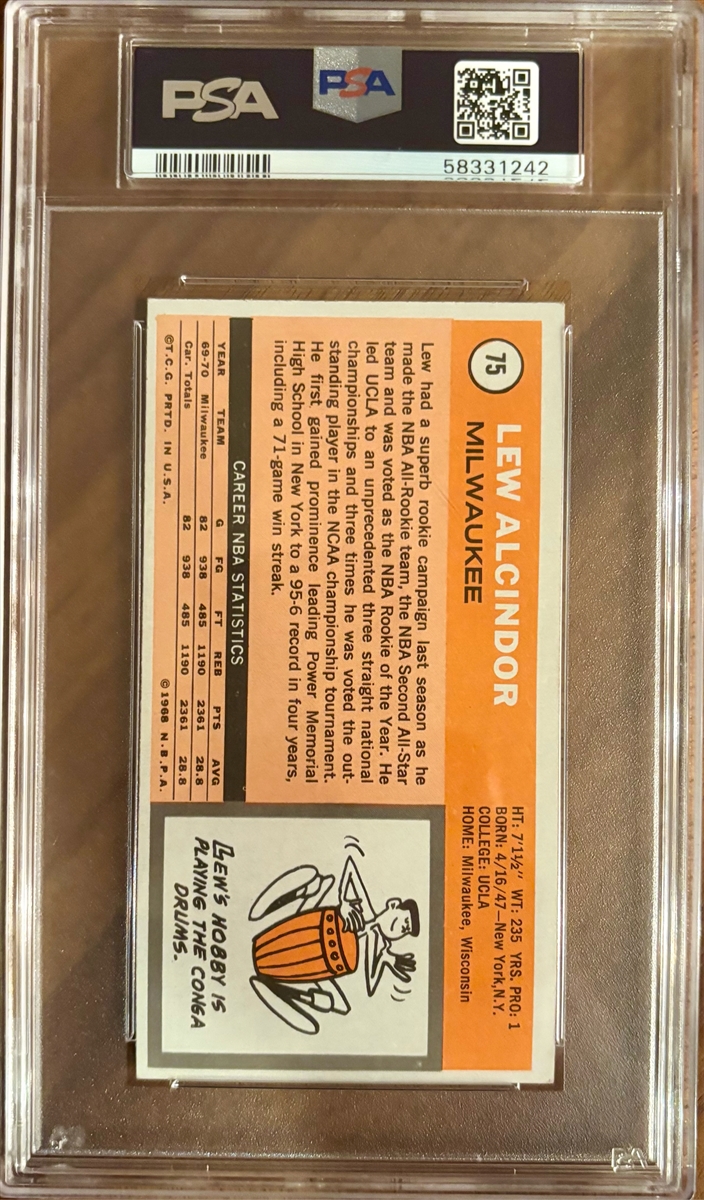 PSA
PSA
58331242
75
LEW ALCINDOR
MILWAUKEE
HT: 7'1½" WT: 235 YRS. PRO: 1
BORN: 4/16/47—New York, N.Y.
COLLEGE: UCLA
HOME: Milwaukee, Wisconsin
Lew had a superb rookie campaign last season as he
made the NBA All-Rookie team, the NBA Second All-Star
team and was voted as the NBA Rookie of the Year. He
led UCLA to an unprecedented three straight national
championships and three times he was voted the out-
standing player in the NCAA championship tournament.
He first gained prominence leading Power Memorial
High School in New York to a 95-6 record in four years,
including a 71-game win streak.
CAREER NBA STATISTICS
YEAR TEAM G FG FT REB PTS AVG
69-70 Milwaukee 82 938 485 1190 2361 28.8
Car. Totals 82 938 485 1190 2361 28.8
©T.C.G. PRTD. IN U.S.A. ©1968 N.B.P.A.
LEW'S HOBBY IS
PLAYING THE CONGA
DRUMS.